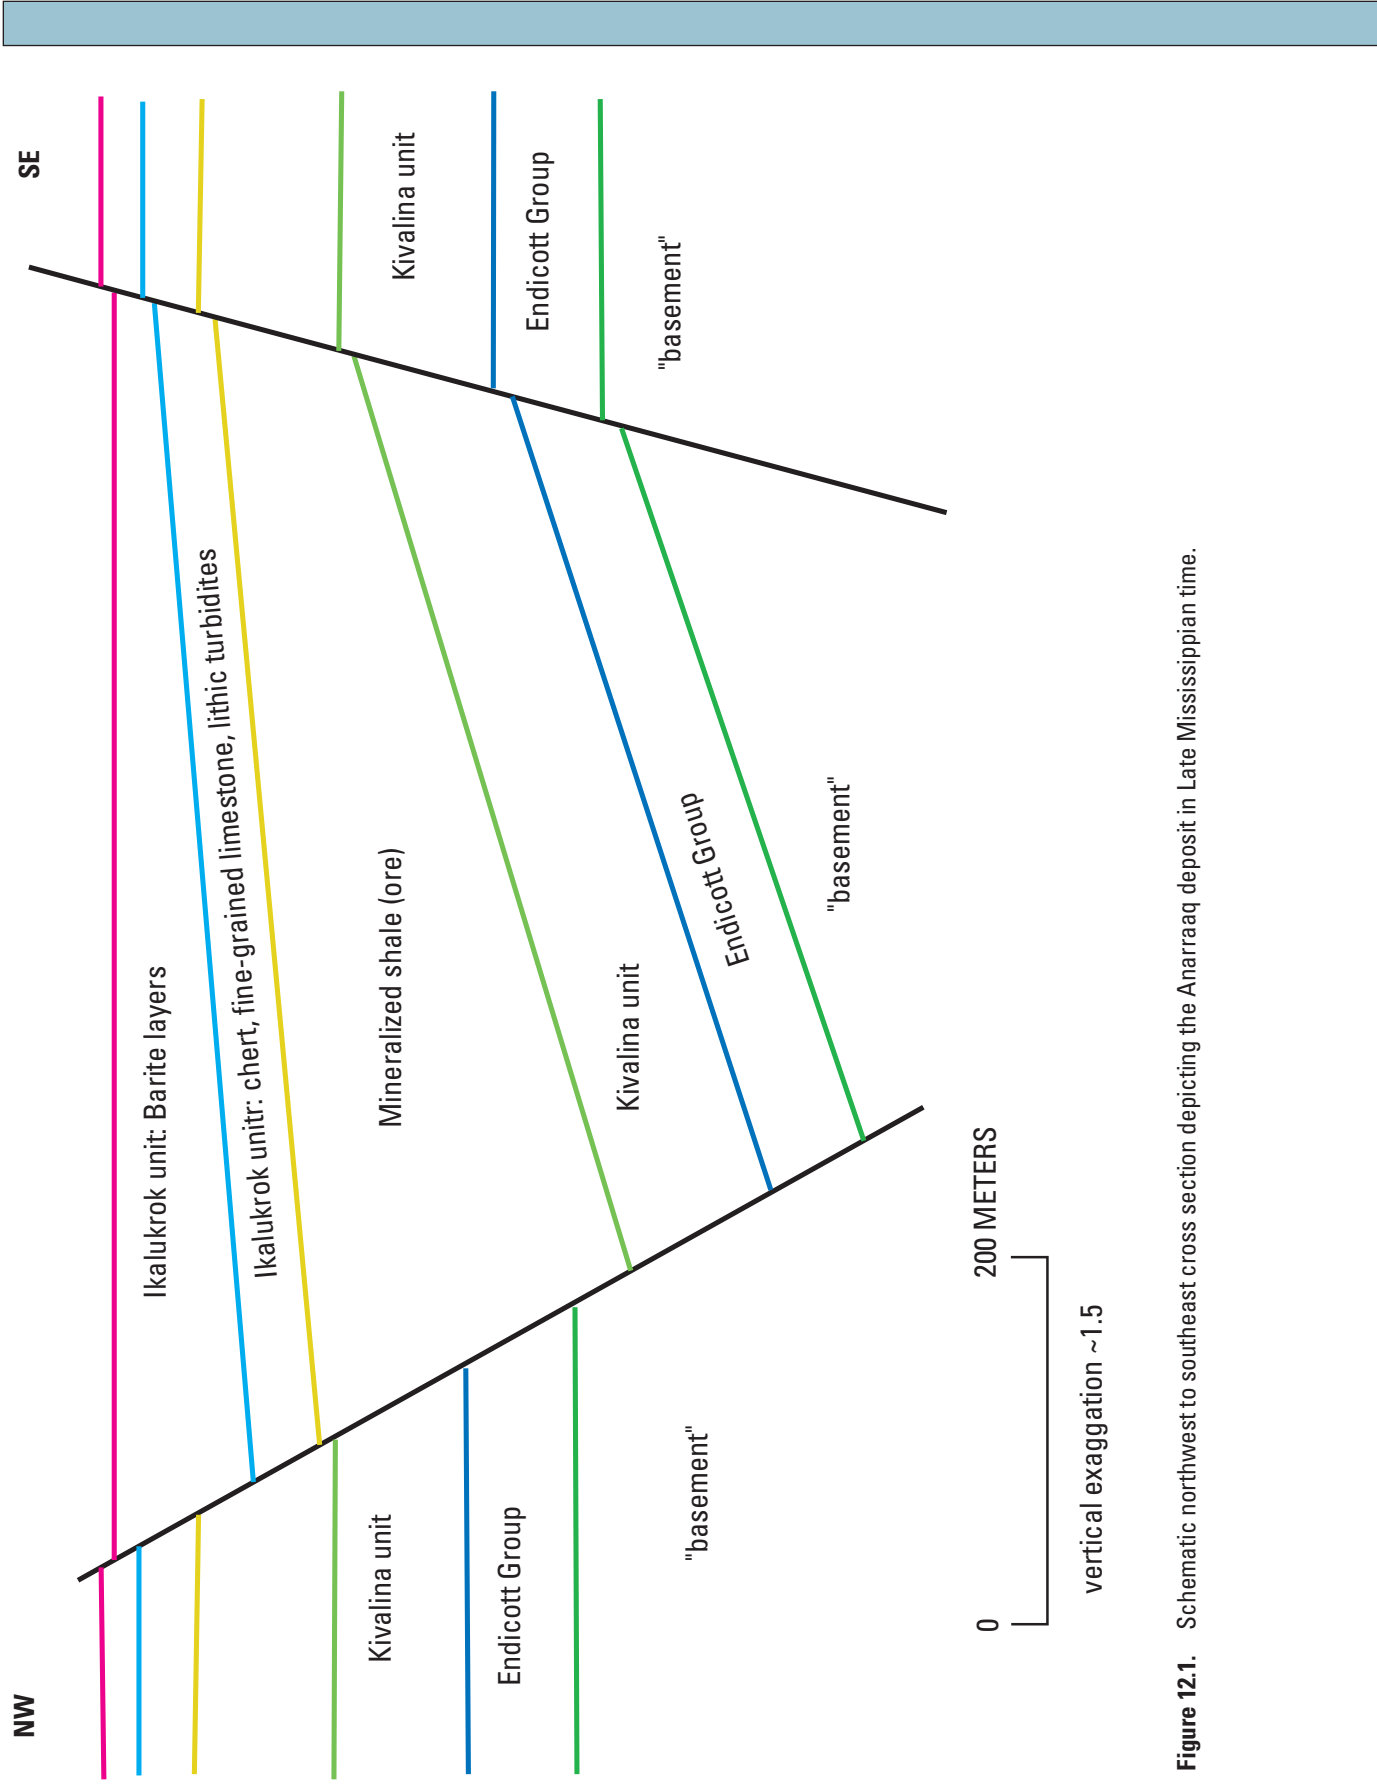 NW
SE
Ikalukrok unit: Barite layers
Ikalukrok unitr: chert, fine-grained limestone, lithic turbidites
Mineralized shale (ore)
Kivalina unit
Kivalina unit
Kivalina unit
Endicott Group
Endicott Group
Endicott Group
"basement"
"basement"
"basement"
0
200 METERS
vertical exaggation ~1.5
Figure 12.1. Schematic northwest to southeast cross section depicting the Anarraaq deposit in Late Mississippian time.